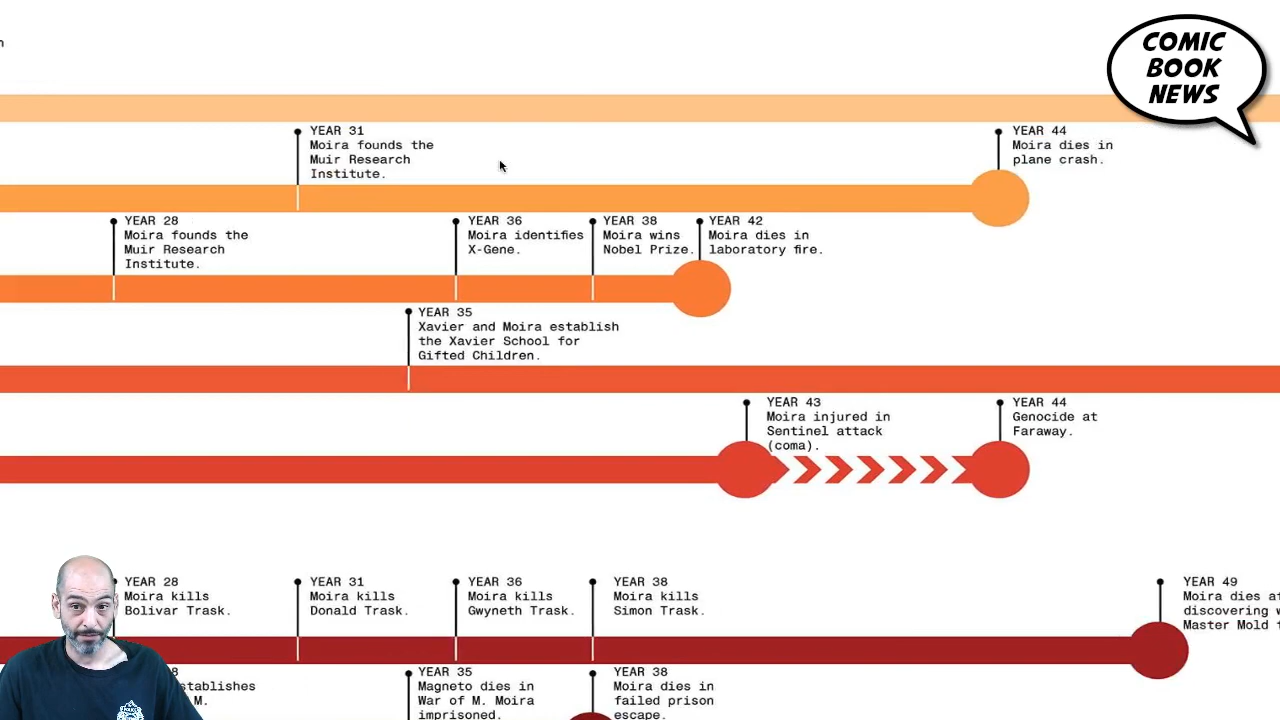 COMIC
BOOK
NEWS
YEAR 31
Moira founds the
Muir Research
Institute.
YEAR 44
Moira dies in
plane crash.
YEAR 28
Moira founds the
Muir Research
Institute.
YEAR 36
Moira identifies
X-Gene.
YEAR 38
Moira wins
Nobel Prize.
YEAR 42
Moira dies in
laboratory fire.
YEAR 35
Xavier and Moira establish
the Xavier School for
Gifted Children.
YEAR 43
Moira injured in
Sentinel attack
(coma).
YEAR 44
Genocide at
Faraway.
YEAR 28
Moira kills
Bolivar Trask.
YEAR 31
Moira kills
Donald Trask.
YEAR 36
Moira kills
Gwyneth Trask.
YEAR 38
Moira kills
Simon Trask.
YEAR 49
Moira dies
discovering
Master Mold
YEAR 35
Magneto dies in
War of M. Moira
imprisoned.
YEAR 38
Moira dies in
failed prison
escape.